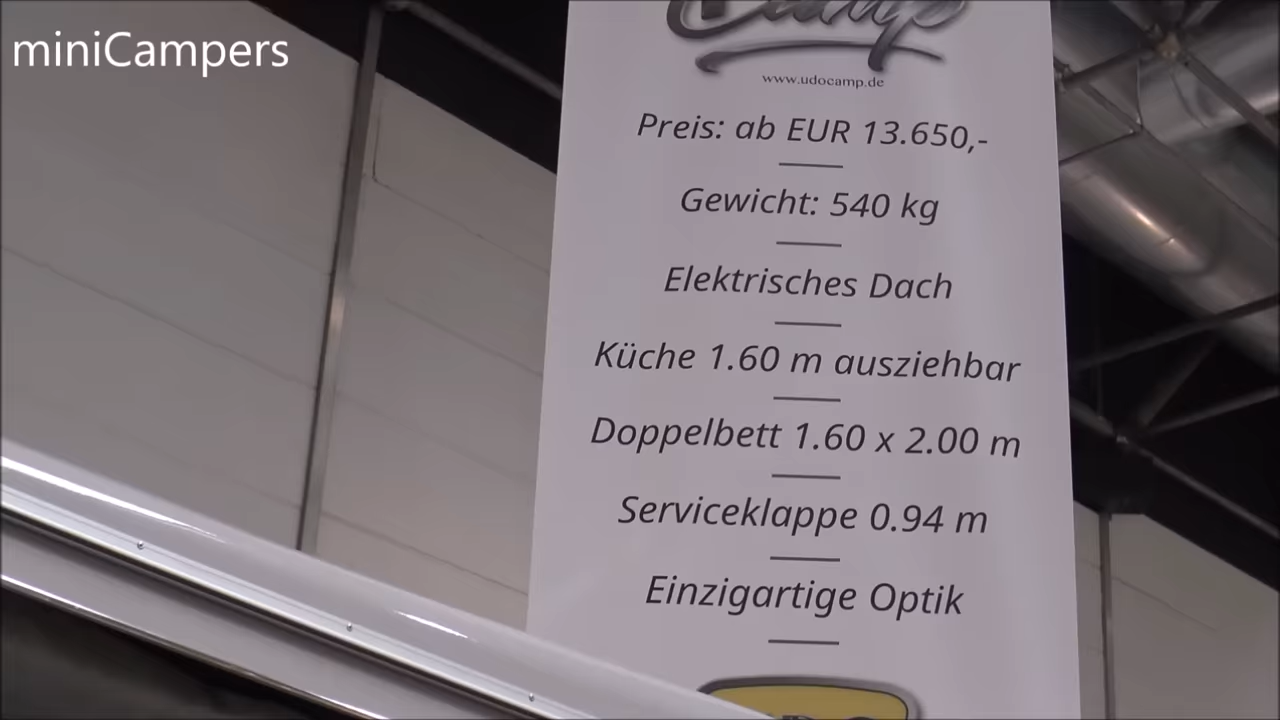 miniCampers
Camp
www.udocamp.de
Preis: ab EUR 13.650,-
Gewicht: 540 kg
Elektrisches Dach
Küche 1.60 m ausziehbar
Doppelbett 1.60 x 2.00 m
Serviceklappe 0.94 m
Einzigartige Optik